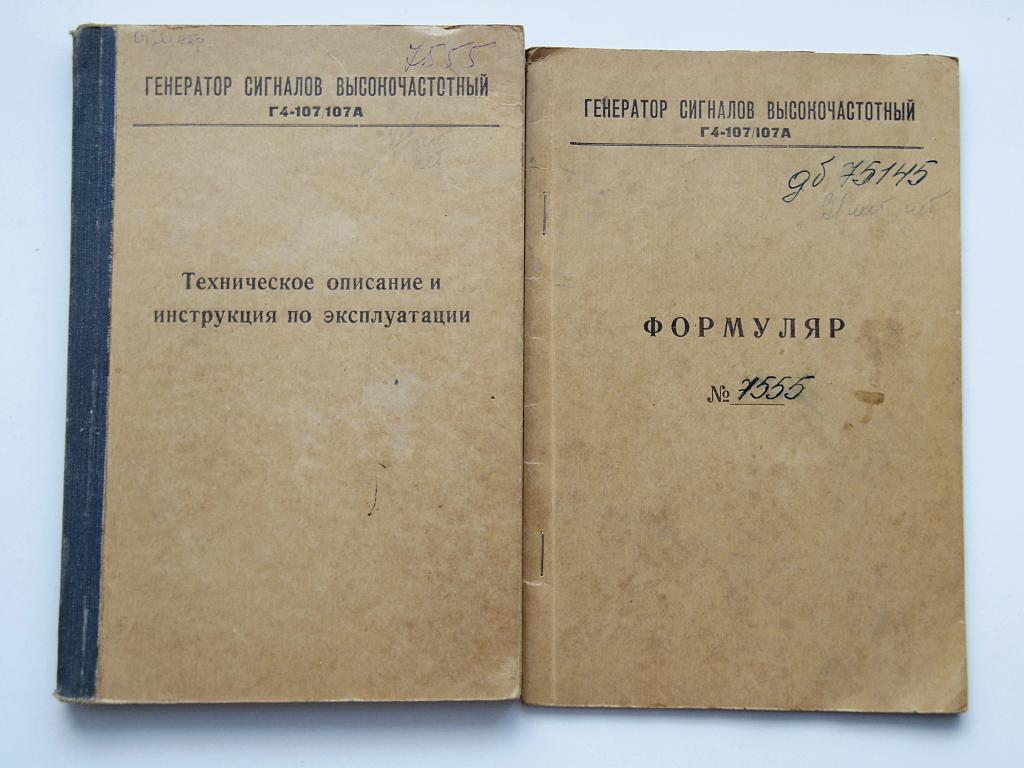 7555
ГЕНЕРАТОР СИГНАЛОВ ВЫСОКОЧАСТОТНЫЙ
Г4-107/107А
Техническое описание и
инструкция по эксплуатации
ГЕНЕРАТОР СИГНАЛОВ ВЫСОКОЧАСТОТНЫЙ
Г4-107/107А
дб 75145
ФОРМУЛЯР
№ 7555